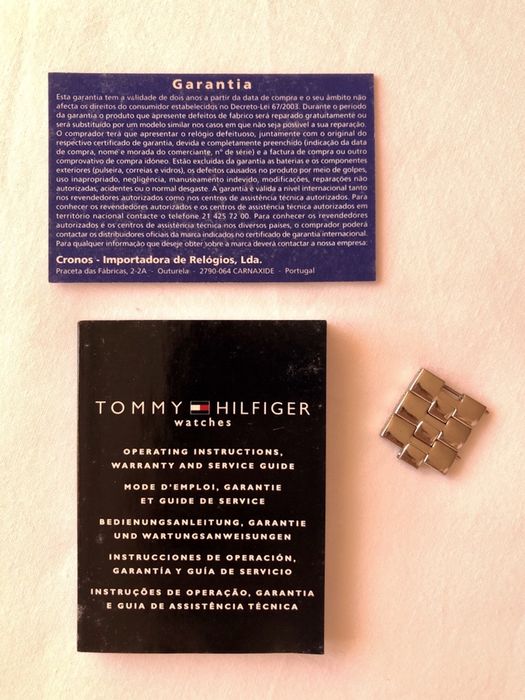 Garantia
Esta garantia tem a validade de dois anos a partir da data de compra e o seu âmbito não
afecta os direitos do consumidor estabelecidos no Decreto-Lei 67/2003. Durante o período
da garantia o produto que apresente defeitos de fabrico será reparado gratuitamente ou
será substituido por um modelo similar nos casos em que não seja possível a sua reparação.
O comprador terá que apresentar o relógio defeituoso, juntamente com o original do
respectivo certificado de garantia, devida e completamente preenchido (indicação da data
de compra, nome e morada do comerciante, nº de série) e a factura de compra ou outro
comprovativo de compra idóneo. Estão excluidas da garantia as baterias e os componentes
exteriores (pulseira, correias e vidros), os defeitos causados no produto por meio de golpes,
uso inapropriado, negligência, manuseamento indevido, modificações, reparações não
autorizadas, acidentes ou o normal desgaste. A garantia é válida a nivel internacional tanto
nos revendedores autorizados como nos centros de assistência técnica autorizados. Para
conhecer os revendedores autorizados e os centros de assistência técnica autorizados em
território nacional contacte o telefone 21 425 72 00. Para conhecer os revendedores
autorizados e os centros de assistência técnica nos diversos países, o comprador poderá
contactar os distribuidores oficiais da marca indicados no certificado de garantia internacional.
Para qualquer informação que deseje obter sobre a marca deverá contactar a nossa empresa:
Cronos - Importadora de Relógios, Lda.
Praceta das Fábricas, 2-2A - Outurela - 2790-064 CARNAXIDE - Portugal
TOMMY HILFIGER
watches
OPERATING INSTRUCTIONS,
WARRANTY AND SERVICE GUIDE
MODE D'EMPLOI, GARANTIE
ET GUIDE DE SERVICE
BEDIENUNGSANLEITUNG, GARANTIE
UND WARTUNGSANWEISUNGEN
INSTRUCCIONES DE OPERACIÓN,
GARANTÍA Y GUÍA DE SERVICIO
INSTRUÇÕES DE OPERAÇÃO, GARANTIA
E GUIA DE ASSISTÊNCIA TÉCNICA